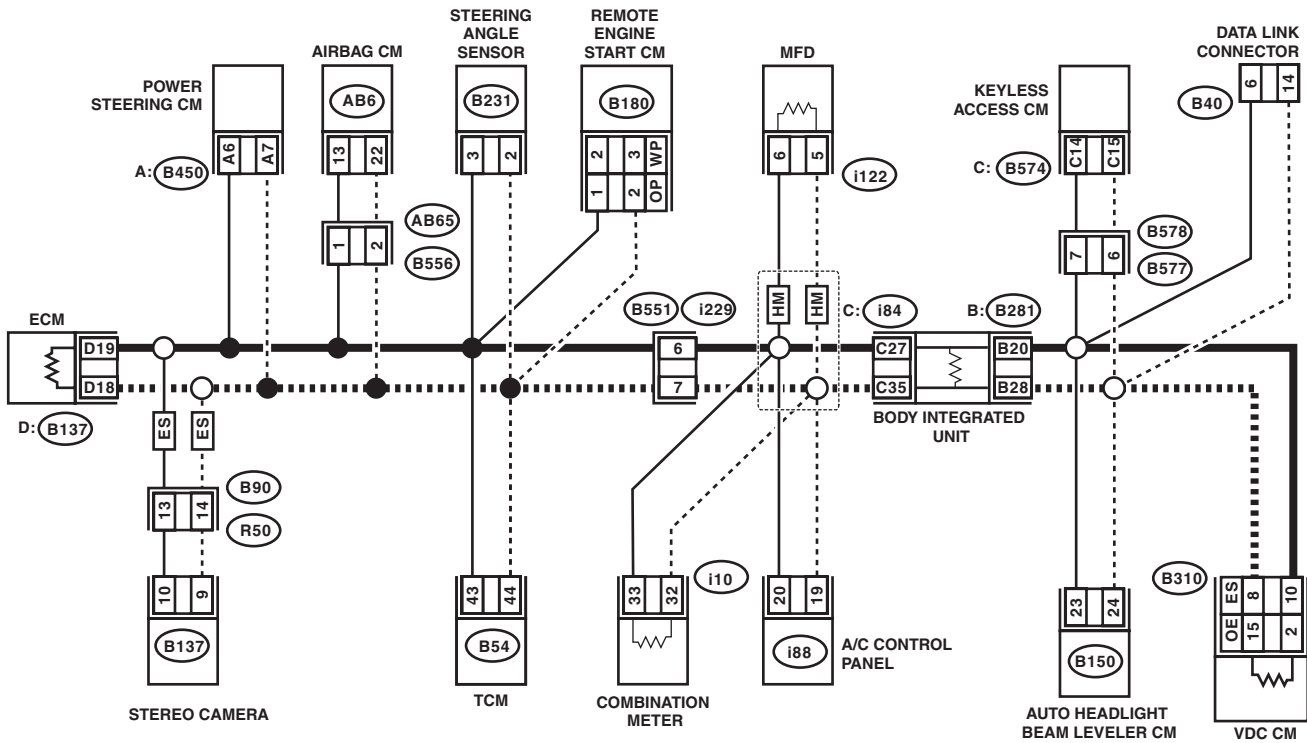 STEERING
ANGLE
SENSOR
REMOTE
ENGINE
START CM
DATA LINK
CONNECTOR
AIRBAG CM
MFD
POWER
STEERING CM
KEYLESS
ACCESS CM
AB6
B231
B180
6
14
B40
A6
A7
13
22
3
2
2
3
WP
6
5
C14
C15
A:
B450
i122
C:
B574
1
2
OP
AB65
B556
1
2
B578
B577
7
6
HM
HM
ECM
B551
i229
C:
i84
B:
B281
D19
6
C27
B20
D18
7
C35
B28
D:
B137
BODY INTEGRATED
UNIT
ES
ES
B90
R50
13
14
10
9
43
44
i10
33
32
20
19
23
24
B310
ES
8
10
OE
15
2
B137
B54
i88
A/C CONTROL
PANEL
B150
STEREO CAMERA
TCM
COMBINATION
METER
AUTO HEADLIGHT
BEAM LEVELER CM
VDC CM